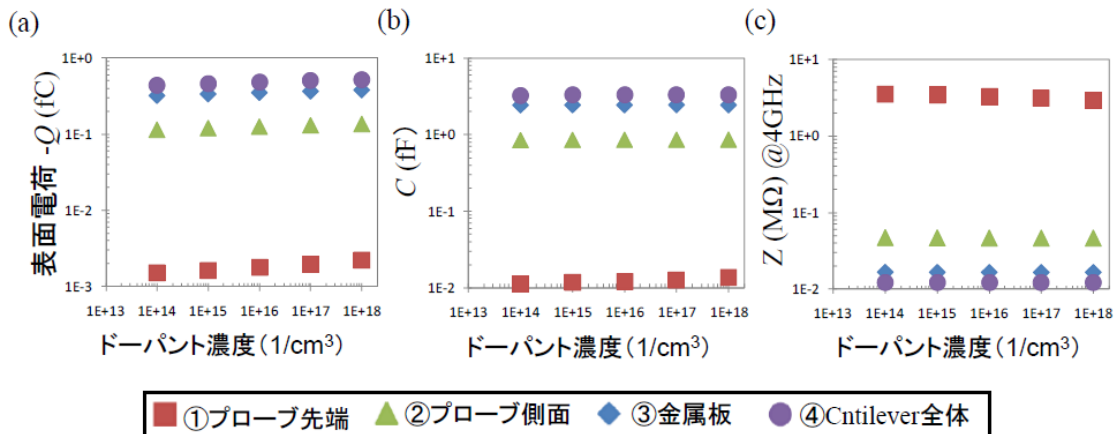 (a)
表面電荷 -Q (fC)
1E+0
1E-1
1E-2
1E-3
1E+13 1E+14 1E+15 1E+16 1E+17 1E+18
ドーパント濃度(1/cm³)
(b)
C (fF)
1E+2
1E+1
1E+0
1E-1
1E-2
1E+13 1E+14 1E+15 1E+16 1E+17 1E+18
ドーパント濃度(1/cm³)
(c)
Z (MΩ) @4GHz
1E+1
1E+0
1E-1
1E-2
1E+13 1E+14 1E+15 1E+16 1E+17 1E+18
ドーパント濃度(1/cm³)
①プローブ先端 ②プローブ側面 ③金属板 ④Cntilever全体